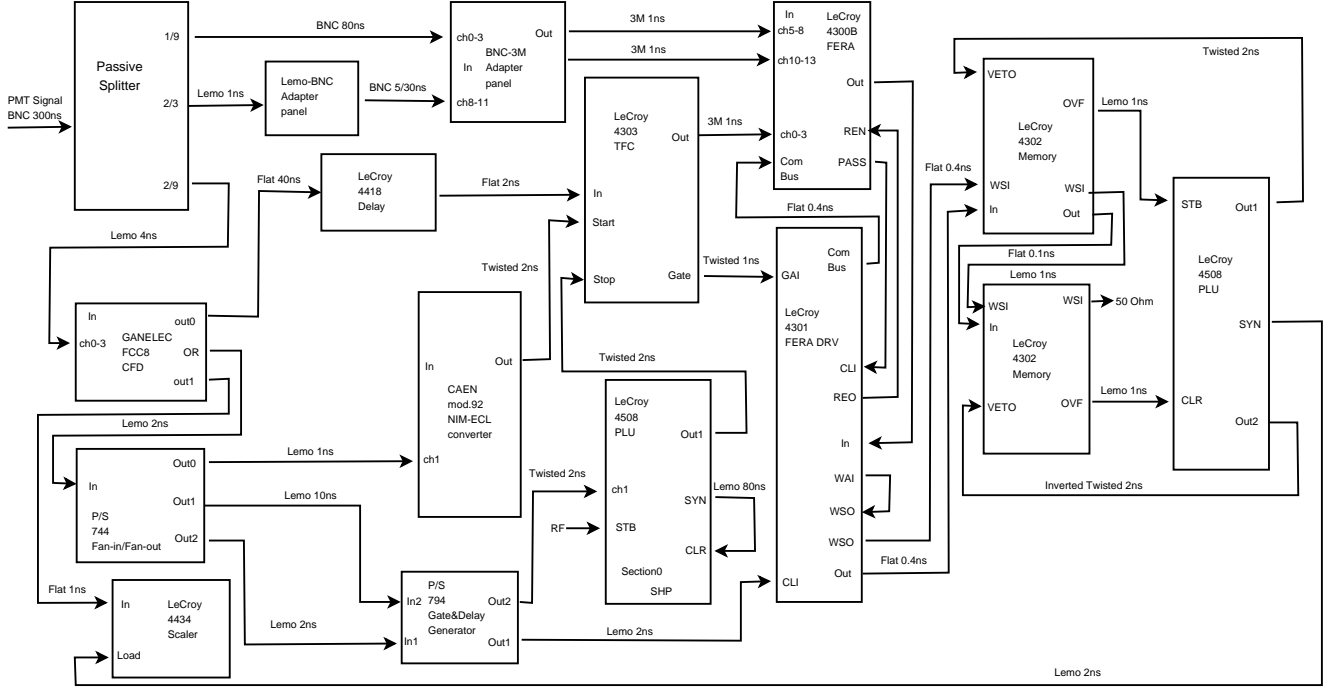 PMT Signal
BNC 300ns
Passive
Splitter
1/9
2/3
2/9
BNC 80ns
Lemo 1ns
Lemo-BNC
Adapter
panel
BNC 5/30ns
ch0-3
Out
In
BNC-3M
Adapter
panel
ch8-11
3M 1ns
3M 1ns
In
ch5-8
LeCroy
4300B
FERA
ch10-13
Out
ch0-3
REN
Com
Bus
PASS
LeCroy
4303
TFC
Out
In
Start
Stop
Gate
3M 1ns
Flat 40ns
LeCroy
4418
Delay
Flat 2ns
Lemo 4ns
Twisted 2ns
Twisted 1ns
Flat 0.4ns
Com
Bus
GAI
LeCroy
4301
FERA DRV
CLI
REO
In
WAI
WSO
WSO
Out
CLI
In
out0
ch0-3
GANELEC
FCC8
CFD
OR
out1
Lemo 2ns
In
Out0
Out1
Out2
P/S
744
Fan-in/Fan-out
Lemo 1ns
Lemo 10ns
Lemo 2ns
In
Out
CAEN
mod.92
NIM-ECL
converter
ch1
Twisted 2ns
LeCroy
4508
PLU
Out1
ch1
SYN
STB
CLR
Section0
SHP
Twisted 2ns
Lemo 80ns
RF
Flat 1ns
In
LeCroy
4434
Scaler
Load
In2
P/S
794
Gate&Delay
Generator
Out2
In1
Out1
Lemo 2ns
Flat 0.4ns
Flat 0.4ns
VETO
OVF
LeCroy
4302
Memory
WSI
WSI
In
Out
Lemo 1ns
Twisted 2ns
Flat 0.1ns
Lemo 1ns
WSI
WSI
In
LeCroy
4302
Memory
VETO
OVF
50 Ohm
Lemo 1ns
STB
Out1
LeCroy
4508
PLU
SYN
CLR
Out2
Inverted Twisted 2ns
Lemo 2ns